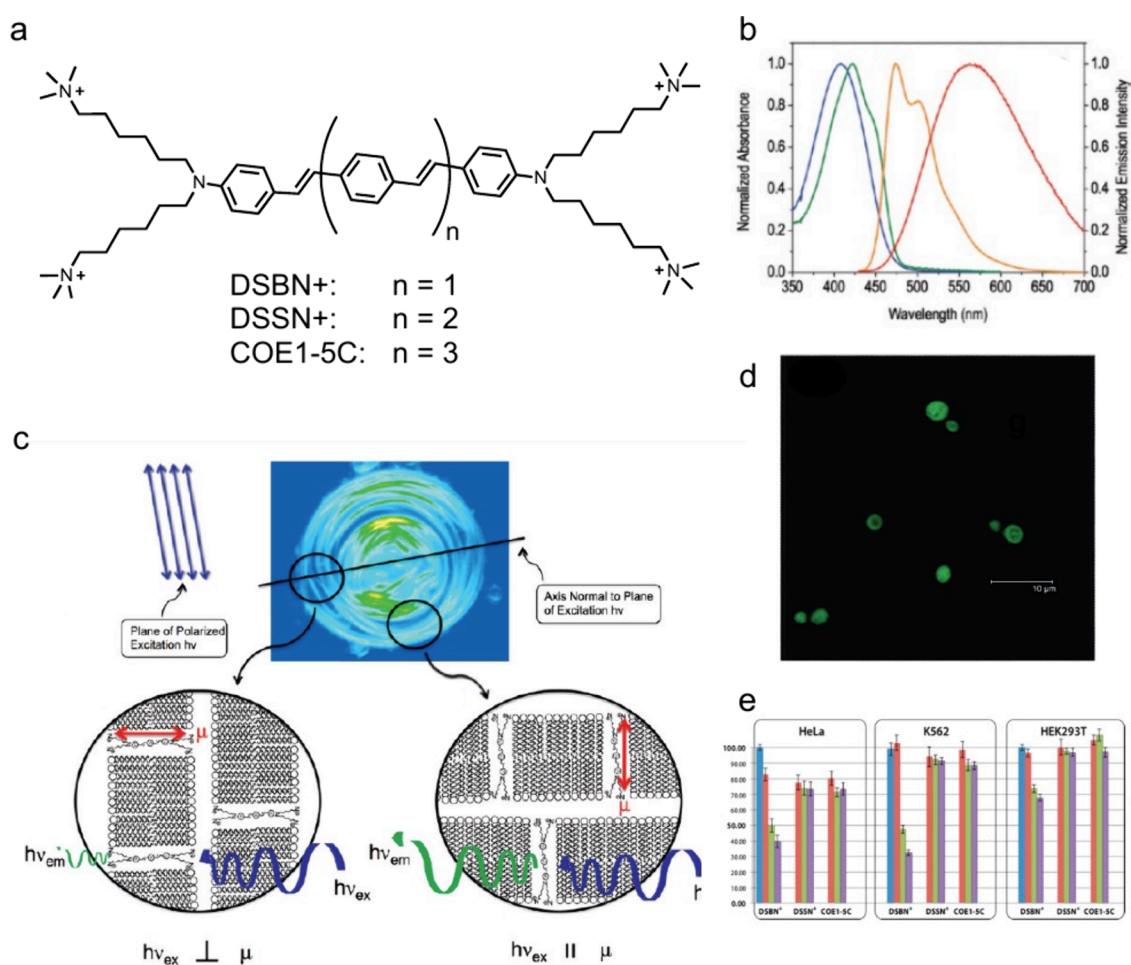 a
N
+
N
+
N
N
n
N
+
N
+
DSBN+: n = 1
DSSN+: n = 2
COE1-5C: n = 3
b
1.0
0.8
0.6
0.4
0.2
0.0
Normalized Absorbance
1.0
0.8
0.6
0.4
0.2
0.0
Normalized Emission Intensity
350 400 450 500 550 600 650 700
Wavelength (nm)
c
Plane of Polarized
Excitation hv
Axis Normal to Plane
of Excitation hv
μ
hνem
hνex
μ
hνem
h
hνex ⊥ μ
hνex || μ
d
g
10 μm
e
HeLa
K562
HEK293T
100.00
90.00
80.00
70.00
60.00
50.00
40.00
30.00
20.00
10.00
0.00
DSBN+ DSSN+ COE1-5C
DSBN+ DSSN+ COE1-5C
DSBN+ DSSN+ COE1-5C